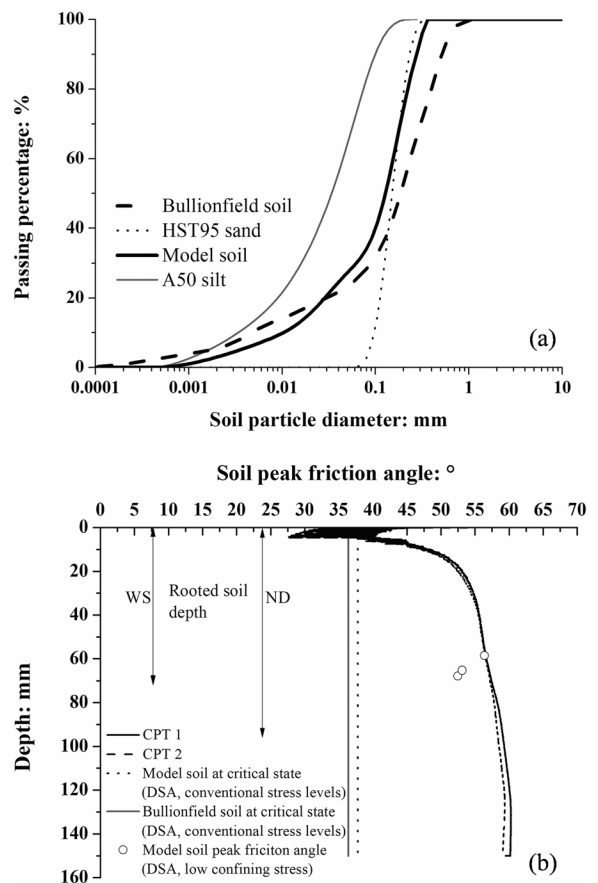 100
80
60
40
20
0
Passing percentage: %
Bullionfield soil
HST95 sand
Model soil
A50 silt
(a)
0.0001 0.001 0.01 0.1 1 10
Soil particle diameter: mm
Soil peak friction angle: °
0 5 10 15 20 25 30 35 40 45 50 55 60 65 70
0
20
40
60
80
100
120
140
160
Depth: mm
WS
Rooted soil
depth
ND
CPT 1
CPT 2
Model soil at critical state
(DSA, conventional stress levels)
Bullionfield soil at critical state
(DSA, conventional stress levels)
Model soil peak friciton angle
(DSA, low confining stress)
(b)